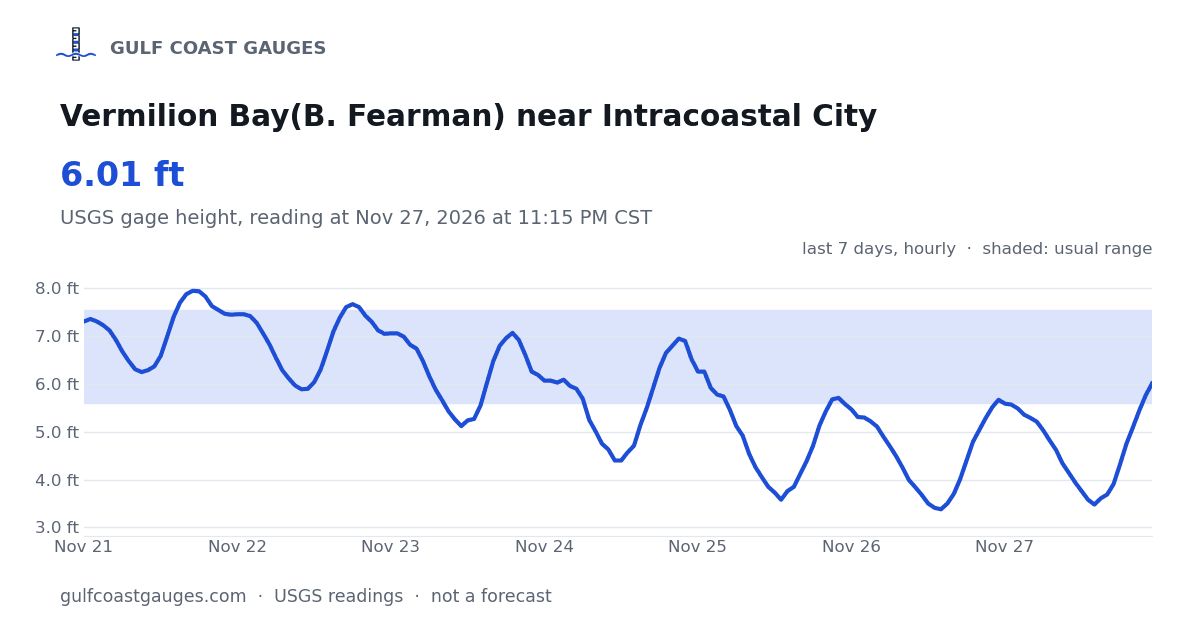 GULF COAST GAUGES
Vermilion Bay(B. Fearman) near Intracoastal City
6.01 ft
USGS gage height, reading at Nov 27, 2026 at 11:15 PM CST
last 7 days, hourly · shaded: usual range
8.0 ft
7.0 ft
6.0 ft
5.0 ft
4.0 ft
3.0 ft
Nov 21 Nov 22 Nov 23 Nov 24 Nov 25 Nov 26 Nov 27
gulfcoastgauges.com · USGS readings · not a forecast